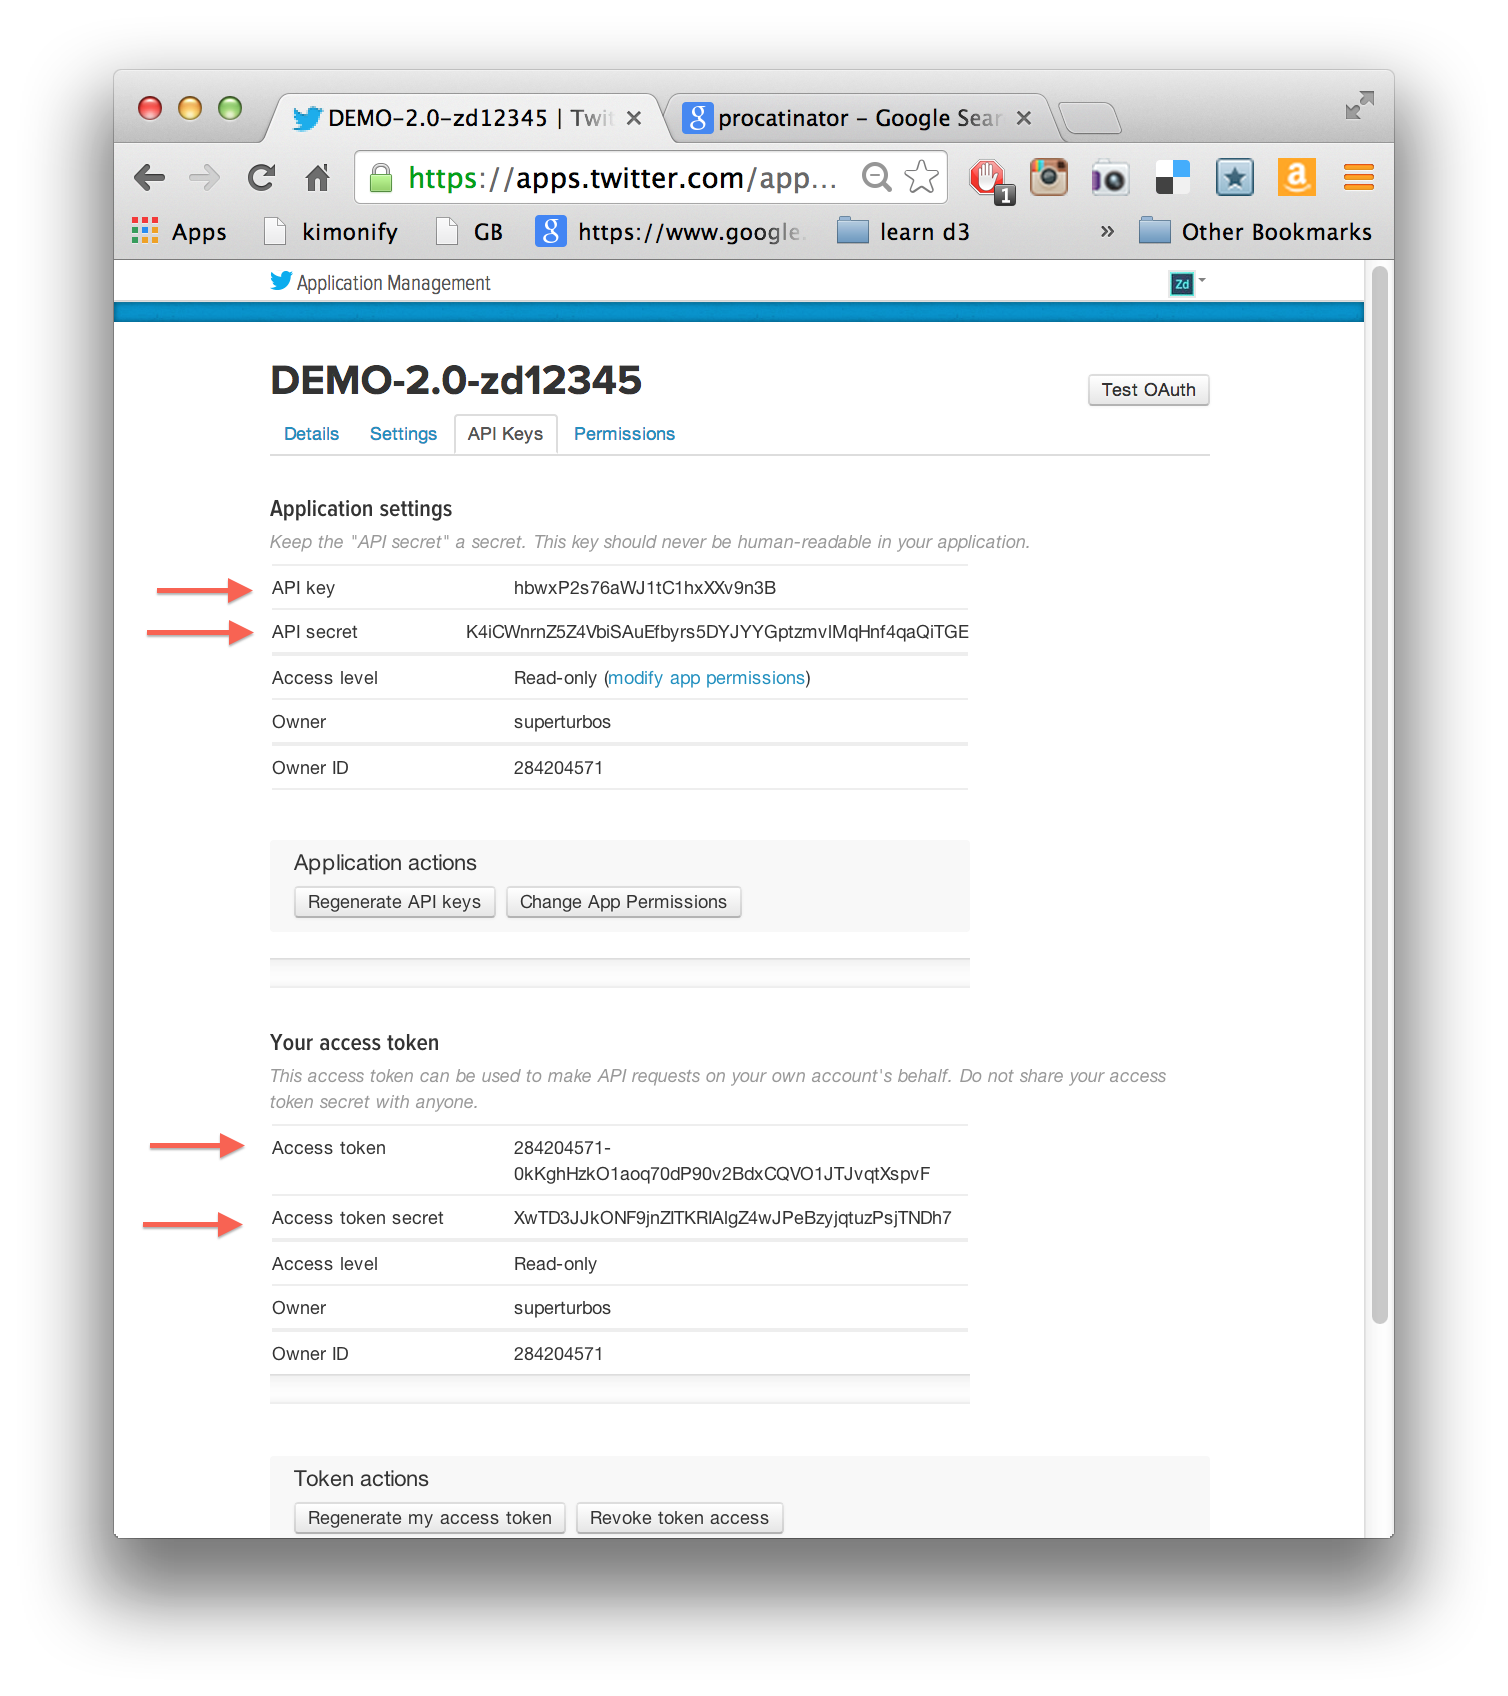 DEMO-2.0-zd12345 | Twi
procatinator – Google Sear
https://apps.twitter.com/app...
1
Apps
kimonify
GB
https://www.google.
learn d3
»
Other Bookmarks
Application Management
Zd
DEMO-2.0-zd12345
Test OAuth
Details Settings API Keys Permissions
Application settings
Keep the "API secret" a secret. This key should never be human-readable in your application.
API key hbwxP2s76aWJ1tC1hxXXv9n3B
API secret K4iCWnrnZ5Z4VbiSAuEfbyrs5DYJYYGptzmvIMqHnf4qaQiTGE
Access level Read-only (modify app permissions)
Owner superturbos
Owner ID 284204571
Application actions
Regenerate API keys Change App Permissions
Your access token
This access token can be used to make API requests on your own account's behalf. Do not share your access
token secret with anyone.
Access token 284204571-
0kKghHzkO1aoq70dP90v2BdxCQVO1JTJvqtXspvF
Access token secret XwTD3JJkONF9jnZITKRIAlgZ4wJPeBzyjqtuzPsjTNDh7
Access level Read-only
Owner superturbos
Owner ID 284204571
Token actions
Regenerate my access token Revoke token access